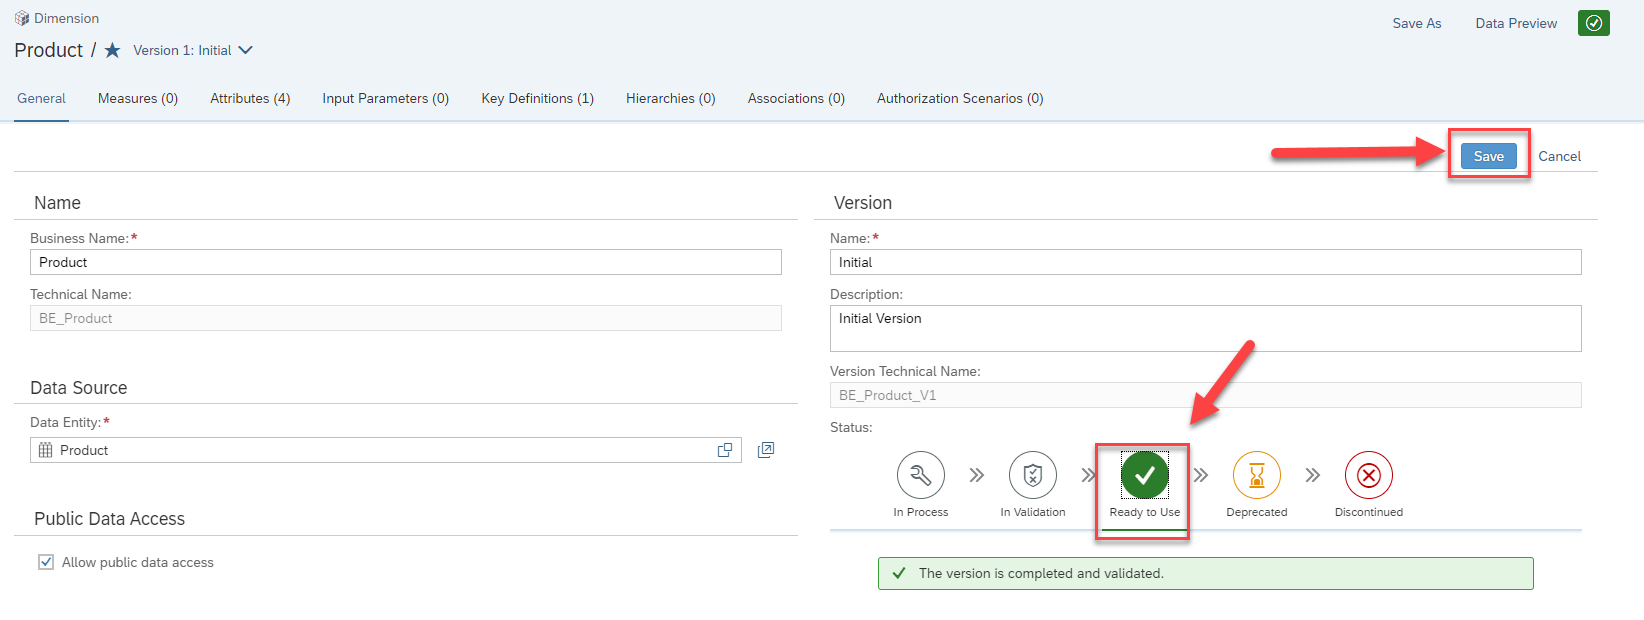 Dimension
Save As
Data Preview
Product / Version 1: Initial
General
Measures (0)
Attributes (4)
Input Parameters (0)
Key Definitions (1)
Hierarchies (0)
Associations (0)
Authorization Scenarios (0)
Save
Cancel
Name
Business Name:*
Product
Technical Name:
BE_Product
Data Source
Data Entity:*
Product
Public Data Access
Allow public data access
Version
Name:*
Initial
Description:
Initial Version
Version Technical Name:
BE_Product_V1
Status:
In Process
In Validation
Ready to Use
Deprecated
Discontinued
The version is completed and validated.